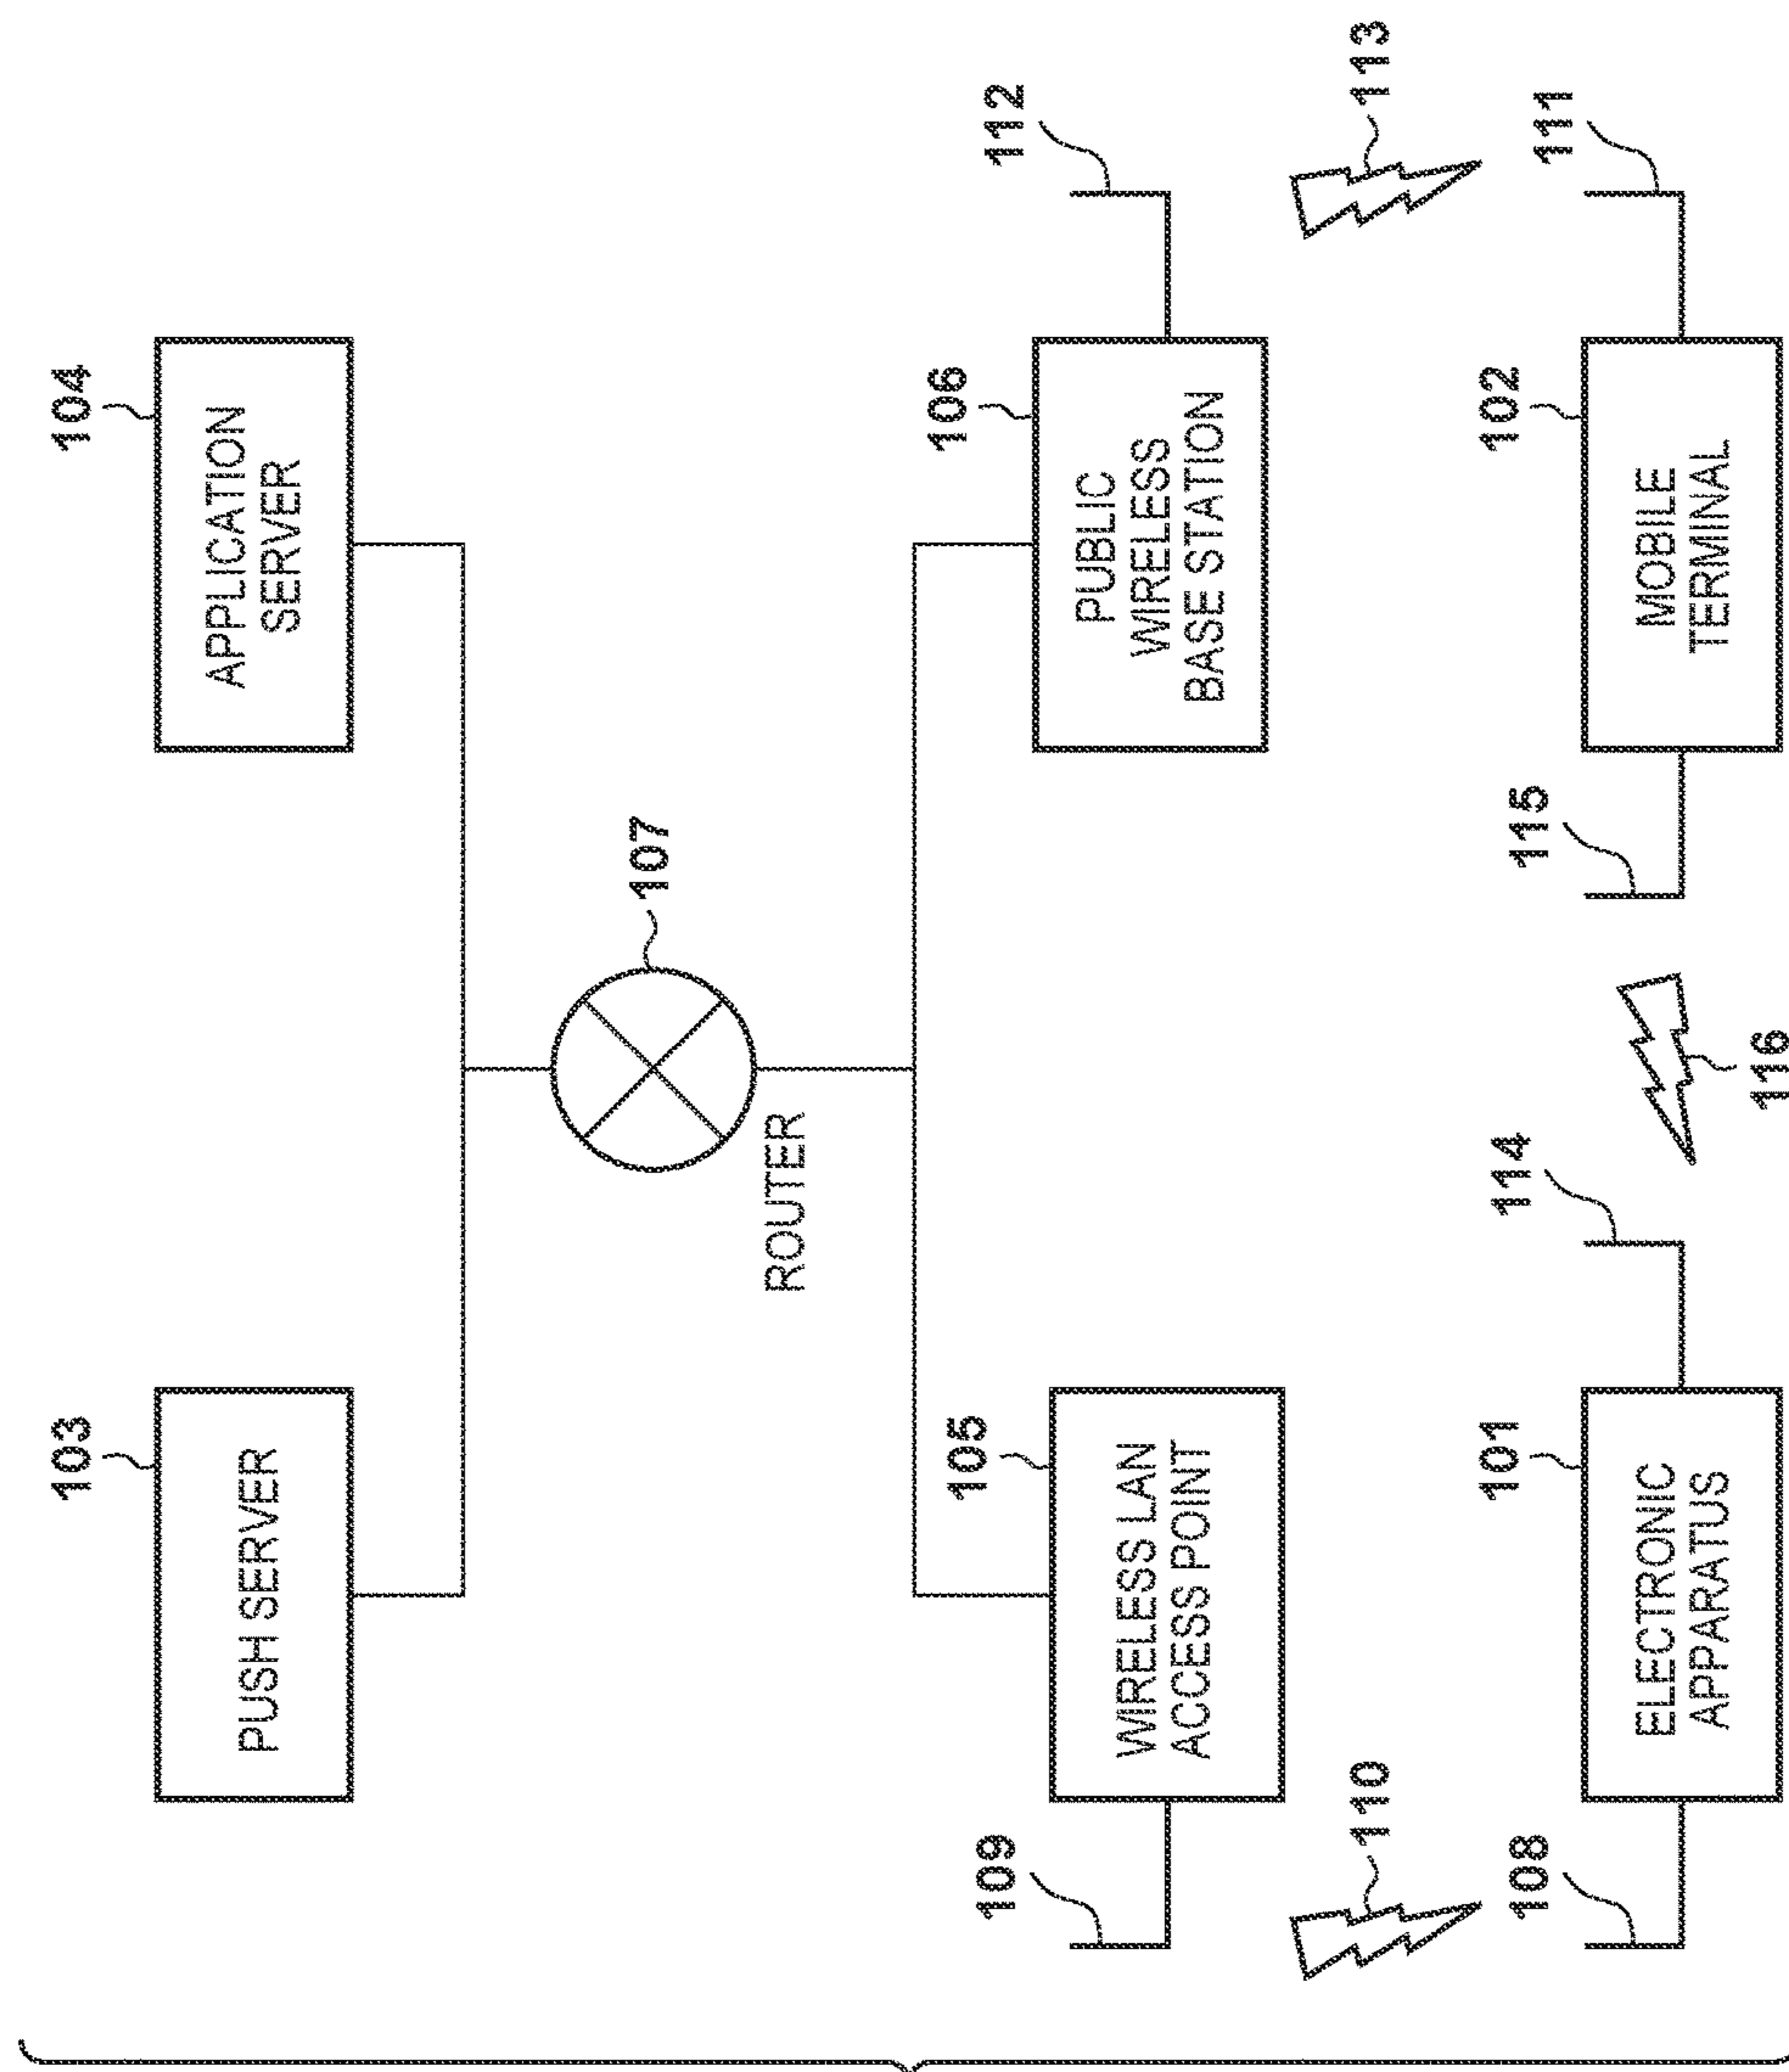 103
PUSH SERVER
104
APPLICATION
SERVER
107
ROUTER
109
105
WIRELESS LAN
ACCESS POINT
106
PUBLIC
WIRELESS
BASE STATION
112
110
113
108
101
ELECTRONIC
APPARATUS
114
116
115
102
MOBILE
TERMINAL
111